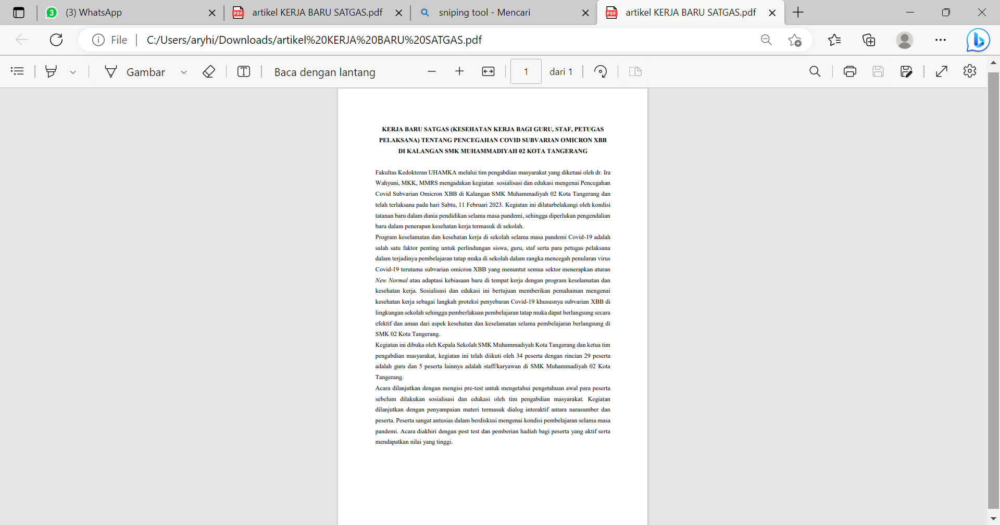 (3) WhatsApp
artikel KERJA BARU SATGAS.pdf
sniping tool - Mencari
artikel KERJA BARU SATGAS.pdf
File
C:/Users/aryhi/Downloads/artikel%20KERJA%20BARU%20SATGAS.pdf
Gambar
Baca dengan lantang
1
dari 1
KERJA BARU SATGAS (KESEHATAN KERJA BAGI GURU, STAF, PETUGAS
PELAKSANA) TENTANG PENCEGAHAN COVID SUBVARIAN OMICRON XBB
DI KALANGAN SMK MUHAMMADIYAH 02 KOTA TANGERANG
Fakultas Kedokteran UHAMKA melalui tim pengabdian masyarakat yang diketuai oleh dr. Ira
Wahyuni, MKK, MMRS mengadakan kegiatan  sosialisasi dan edukasi mengenai Pencegahan
Covid Subvarian Omicron XBB di Kalangan SMK Muhammadiyah 02 Kota Tangerang dan
telah terlaksana pada hari Sabtu, 11 Februari 2023. Kegiatan ini dilatarbelakangi oleh kondisi
tatanan baru dalam dunia pendidikan selama masa pandemi, sehingga diperlukan pengendalian
baru dalam penerapan kesehatan kerja termasuk di sekolah.
Program keselamatan dan kesehatan kerja di sekolah selama masa pandemi Covid-19 adalah
salah satu faktor penting untuk perlindungan siswa, guru, staf serta para petugas pelaksana
dalam terjadinya pembelajaran tatap muka di sekolah dalam rangka mencegah penularan virus
Covid-19 terutama subvarian omicron XBB yang menuntut semua sektor menerapkan aturan
New Normal atau adaptasi kebiasaan baru di tempat kerja dengan program keselamatan dan
kesehatan kerja. Sosialisasi dan edukasi ini bertujuan memberikan pemahaman mengenai
kesehatan kerja sebagai langkah proteksi penyebaran Covid-19 khususnya subvarian XBB di
lingkungan sekolah sehingga pemberlakuan pembelajaran tatap muka dapat berlangsung secara
efektif dan aman dari aspek kesehatan dan keselamatan selama pembelajaran berlangsung di
SMK 02 Kota Tangerang.
Kegiatan ini dibuka oleh Kepala Sekolah SMK Muhammadiyah Kota Tangerang dan ketua tim
pengabdian masyarakat, kegiatan ini telah diikuti oleh 34 peserta dengan rincian 29 peserta
adalah guru dan 5 peserta lainnya adalah staff/karyawan di SMK Muhammadiyah 02 Kota
Tangerang.
Acara dilanjutkan dengan mengisi pre-test untuk mengetahui pengetahuan awal para peserta
sebelum dilakukan sosialisasi dan edukasi oleh tim pengabdian masyarakat. Kegiatan
dilanjutkan dengan penyampaian materi termasuk dialog interaktif antara narasumber dan
peserta. Peserta sangat antusias dalam berdiskusi mengenai kondisi pembelajaran selama masa
pandemi. Acara diakhiri dengan post test dan pemberian hadiah bagi peserta yang aktif serta
mendapatkan nilai yang tinggi.